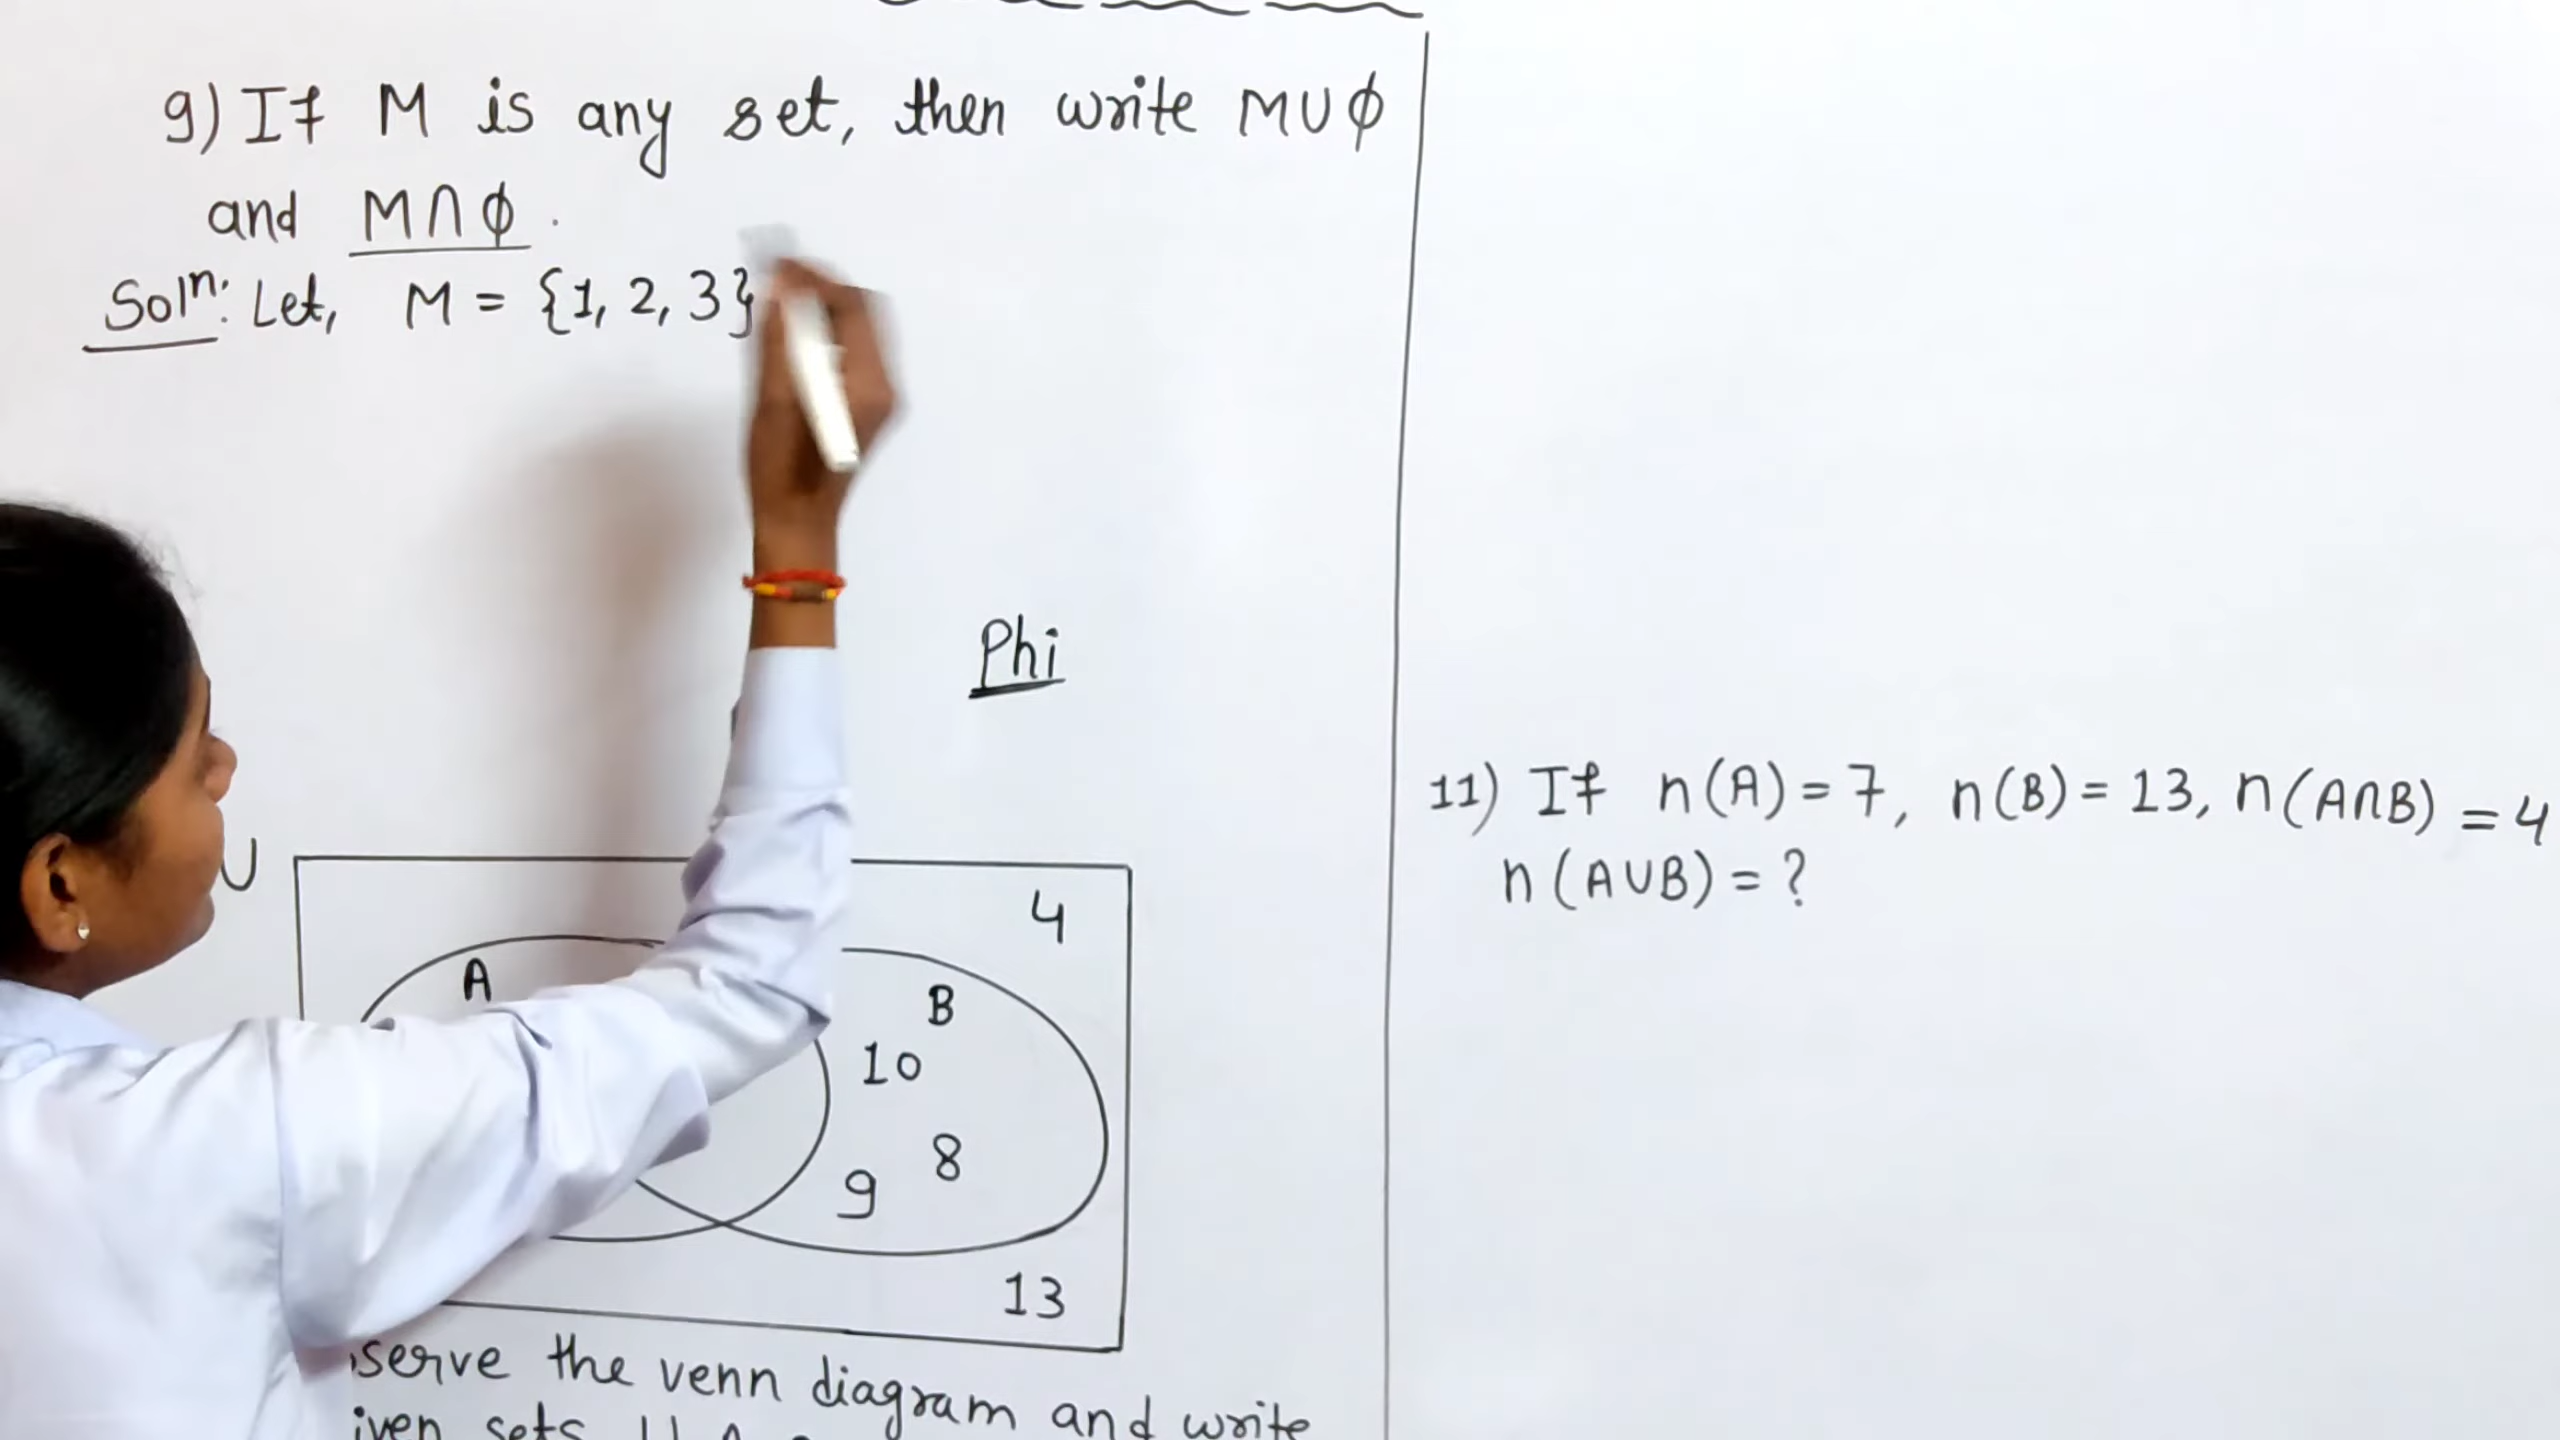 9) If M is any set, then write M∪ϕ
and M∩ϕ.
Solⁿ: Let, M = {1, 2, 3}
Phi
U
4
A
B
10
8
9
13
the venn diagram and write
sets
11) If n(A) = 7, n(B) = 13, n(A∩B) = 4
n(A∪B) = ?